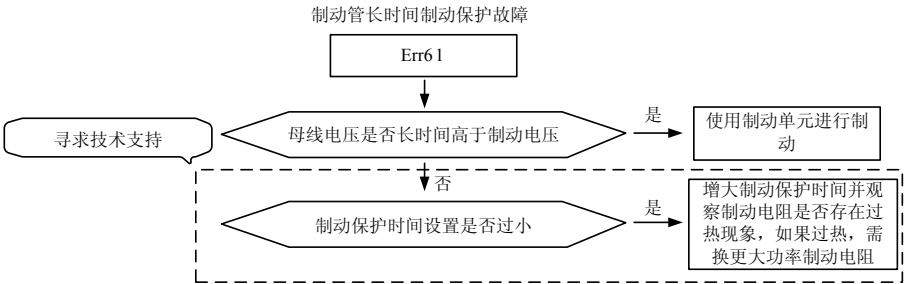 制动管长时间制动保护故障
Err61
母线电压是否长时间高于制动电压
是
使用制动单元进行制
动
寻求技术支持
否
制动保护时间设置是否过小
是
增大制动保护时间并观
察制动电阻是否存在过
热现象，如果过热，需
换更大功率制动电阻